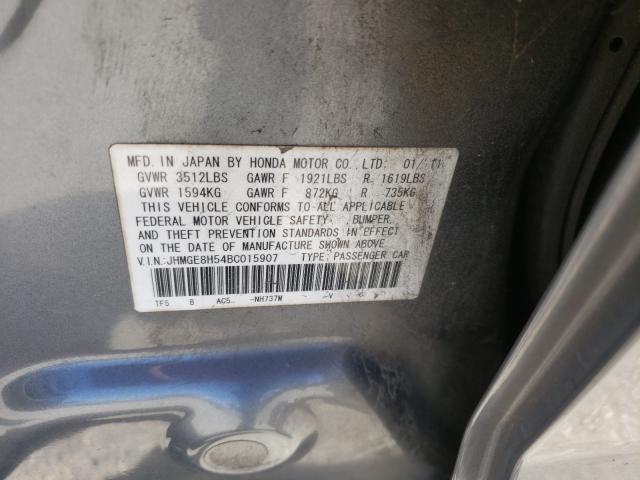 MFD. IN JAPAN BY HONDA MOTOR CO., LTD. 01/11
GVWR 3512LBS GAWR F 1921LBS R 1619LBS
GVWR 1594KG GAWR F 872KG R 735KG
THIS VEHICLE CONFORMS TO ALL APPLICABLE
FEDERAL MOTOR VEHICLE SAFETY, BUMPER,
AND THEFT PREVENTION STANDARDS IN EFFECT
ON THE DATE OF MANUFACTURE SHOWN ABOVE
V.I.N.:JHMGE8H54BC015907 TYPE: PASSENGER CAR
TF5 B AC5.. -NH737M -V